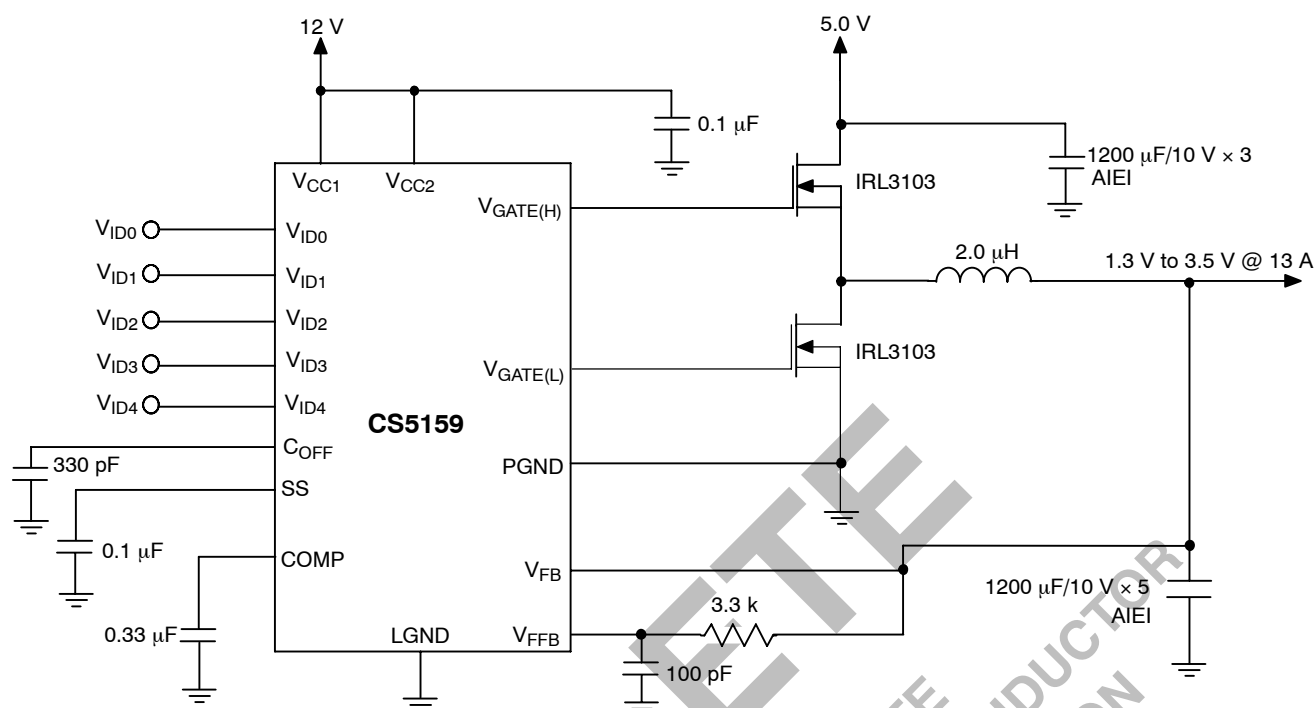 12 V
5.0 V
0.1 μF
1200 μF/10 V × 3
AIEI
VCC1
VCC2
IRL3103
VGATE(H)
VID0
VID0
VID1
VID1
VID2
VID2
VID3
VID3
VID4
VID4
2.0 μH
1.3 V to 3.5 V @ 13 A
IRL3103
VGATE(L)
CS5159
COFF
330 pF
PGND
SS
0.1 μF
COMP
VFB
1200 μF/10 V × 5
AIEI
3.3 k
0.33 μF
LGND
VFFB
100 pF
ETE